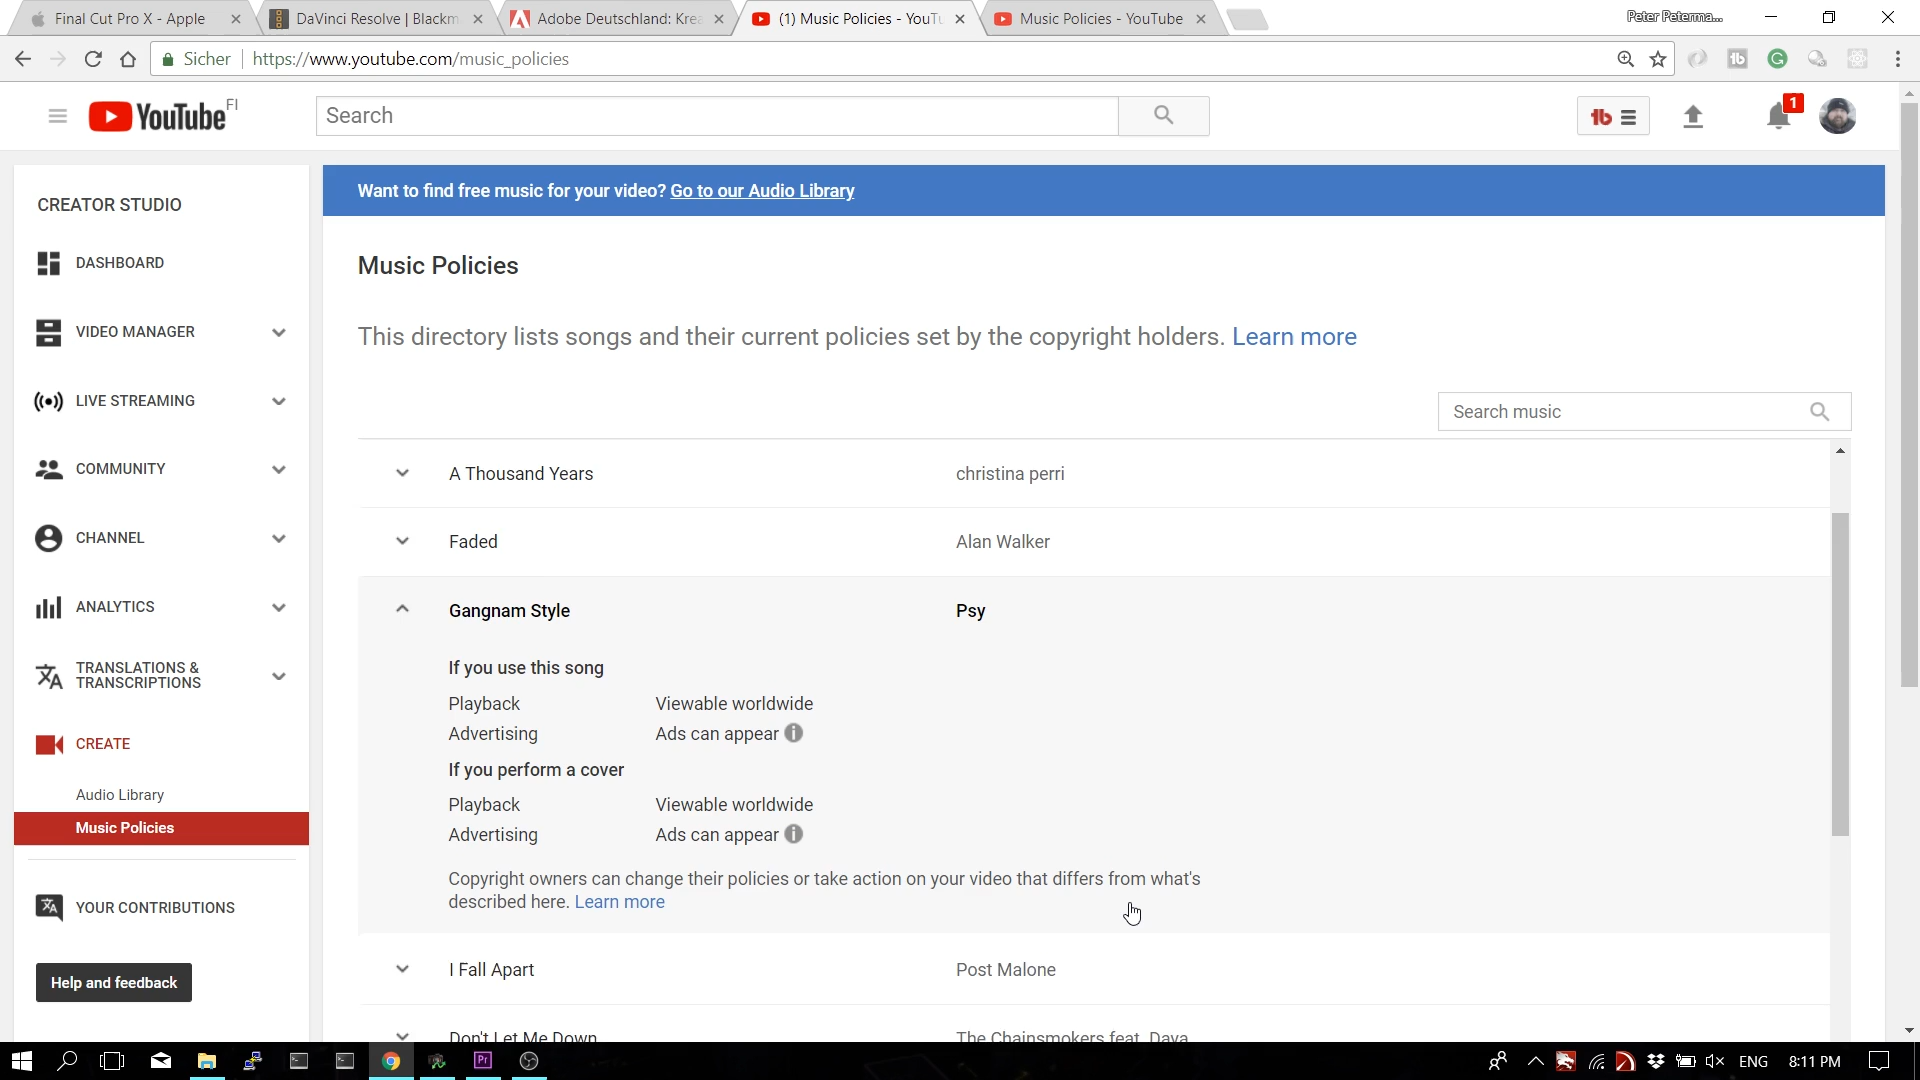 Final Cut Pro X - Apple
DaVinci Resolve | Blackm
Adobe Deutschland: Krea
(1) Music Policies - YouTu
Music Policies - YouTube
Peter Peterma...
Sicher
https://www.youtube.com/music_policies
YouTube FI
Search
1
CREATOR STUDIO
DASHBOARD
VIDEO MANAGER
LIVE STREAMING
COMMUNITY
CHANNEL
ANALYTICS
TRANSLATIONS &
TRANSCRIPTIONS
CREATE
Audio Library
Music Policies
YOUR CONTRIBUTIONS
Help and feedback
Want to find free music for your video? Go to our Audio Library
Music Policies
This directory lists songs and their current policies set by the copyright holders. Learn more
Search music
A Thousand Years christina perri
Faded Alan Walker
Gangnam Style Psy
If you use this song
Playback Viewable worldwide
Advertising Ads can appear
If you perform a cover
Playback Viewable worldwide
Advertising Ads can appear
Copyright owners can change their policies or take action on your video that differs from what's
described here. Learn more
I Fall Apart Post Malone
Don't Let Me Down The Chainsmokers feat. Daya
Pr
ENG
8:11 PM